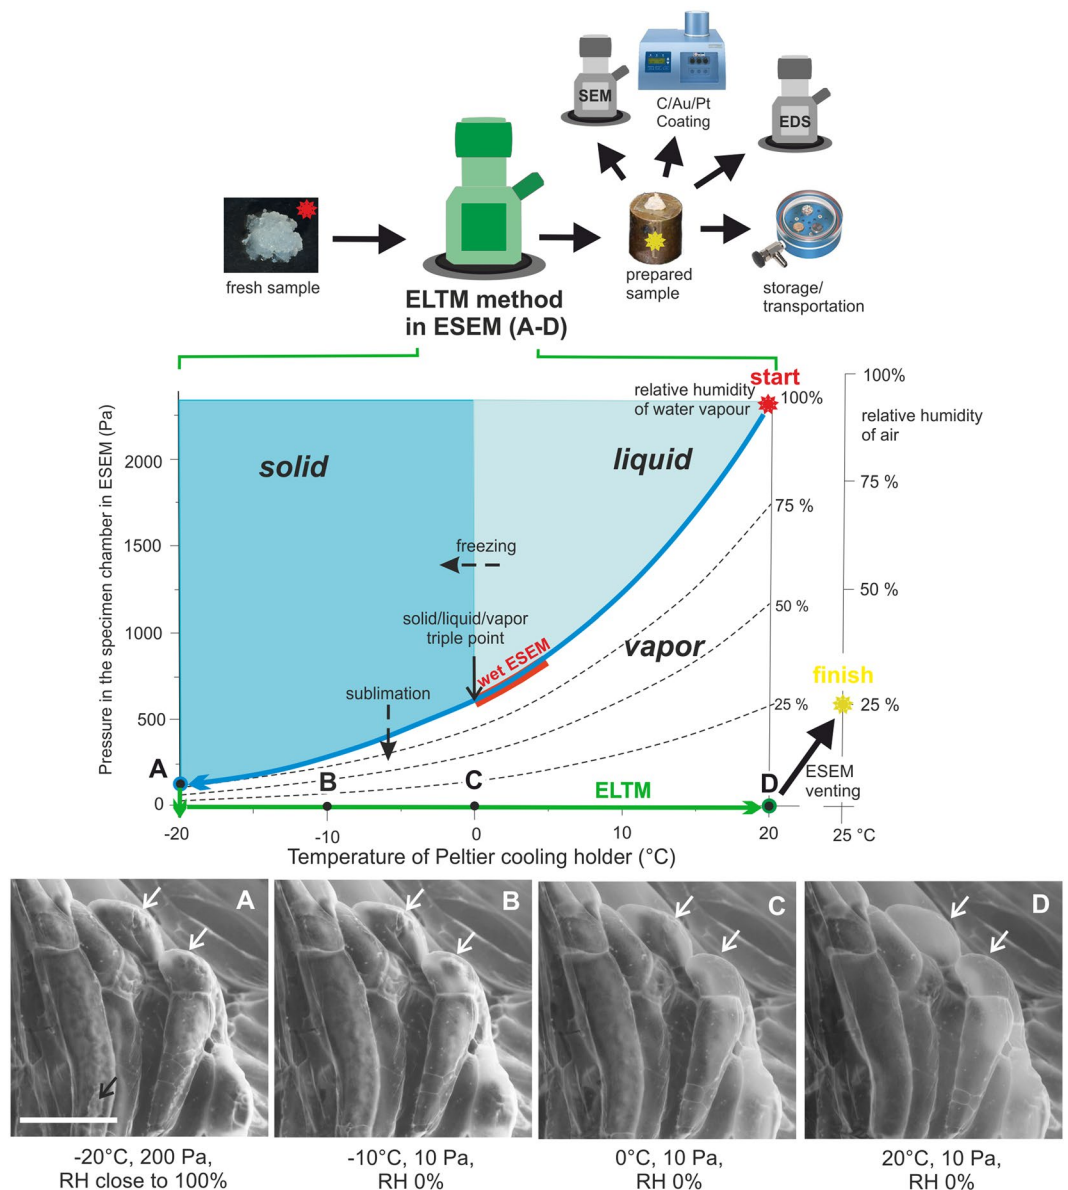 SEM
C/Au/Pt
Coating
EDS
fresh sample
prepared
sample
storage/
transportation
ELTM method
in ESEM (A-D)
start
100%
relative humidity
of water vapour
100%
relative humidity
of air
solid
liquid
2000
75 %
75 %
1500
freezing
50 %
50 %
solid/liquid/vapor
triple point
1000
vapor
wet ESEM
finish
sublimation
500
25 %
25 %
Pressure in the specimen chamber in ESEM (Pa)
A
B
C
D
ELTM
ESEM
venting
0
-20
-10
0
10
20
25 °C
Temperature of Peltier cooling holder (°C)
A
B
C
D
-20°C, 200 Pa,
RH close to 100%
-10°C, 10 Pa,
RH 0%
0°C, 10 Pa,
RH 0%
20°C, 10 Pa,
RH 0%